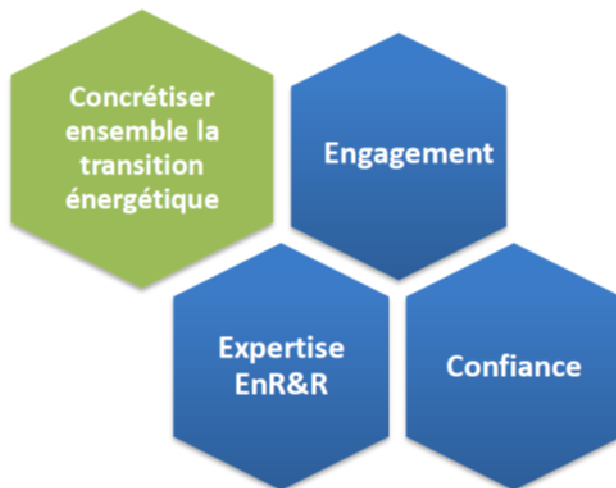 Concrétiser
ensemble la
transition
énergétique
Engagement
Expertise
EnR&R
Confiance